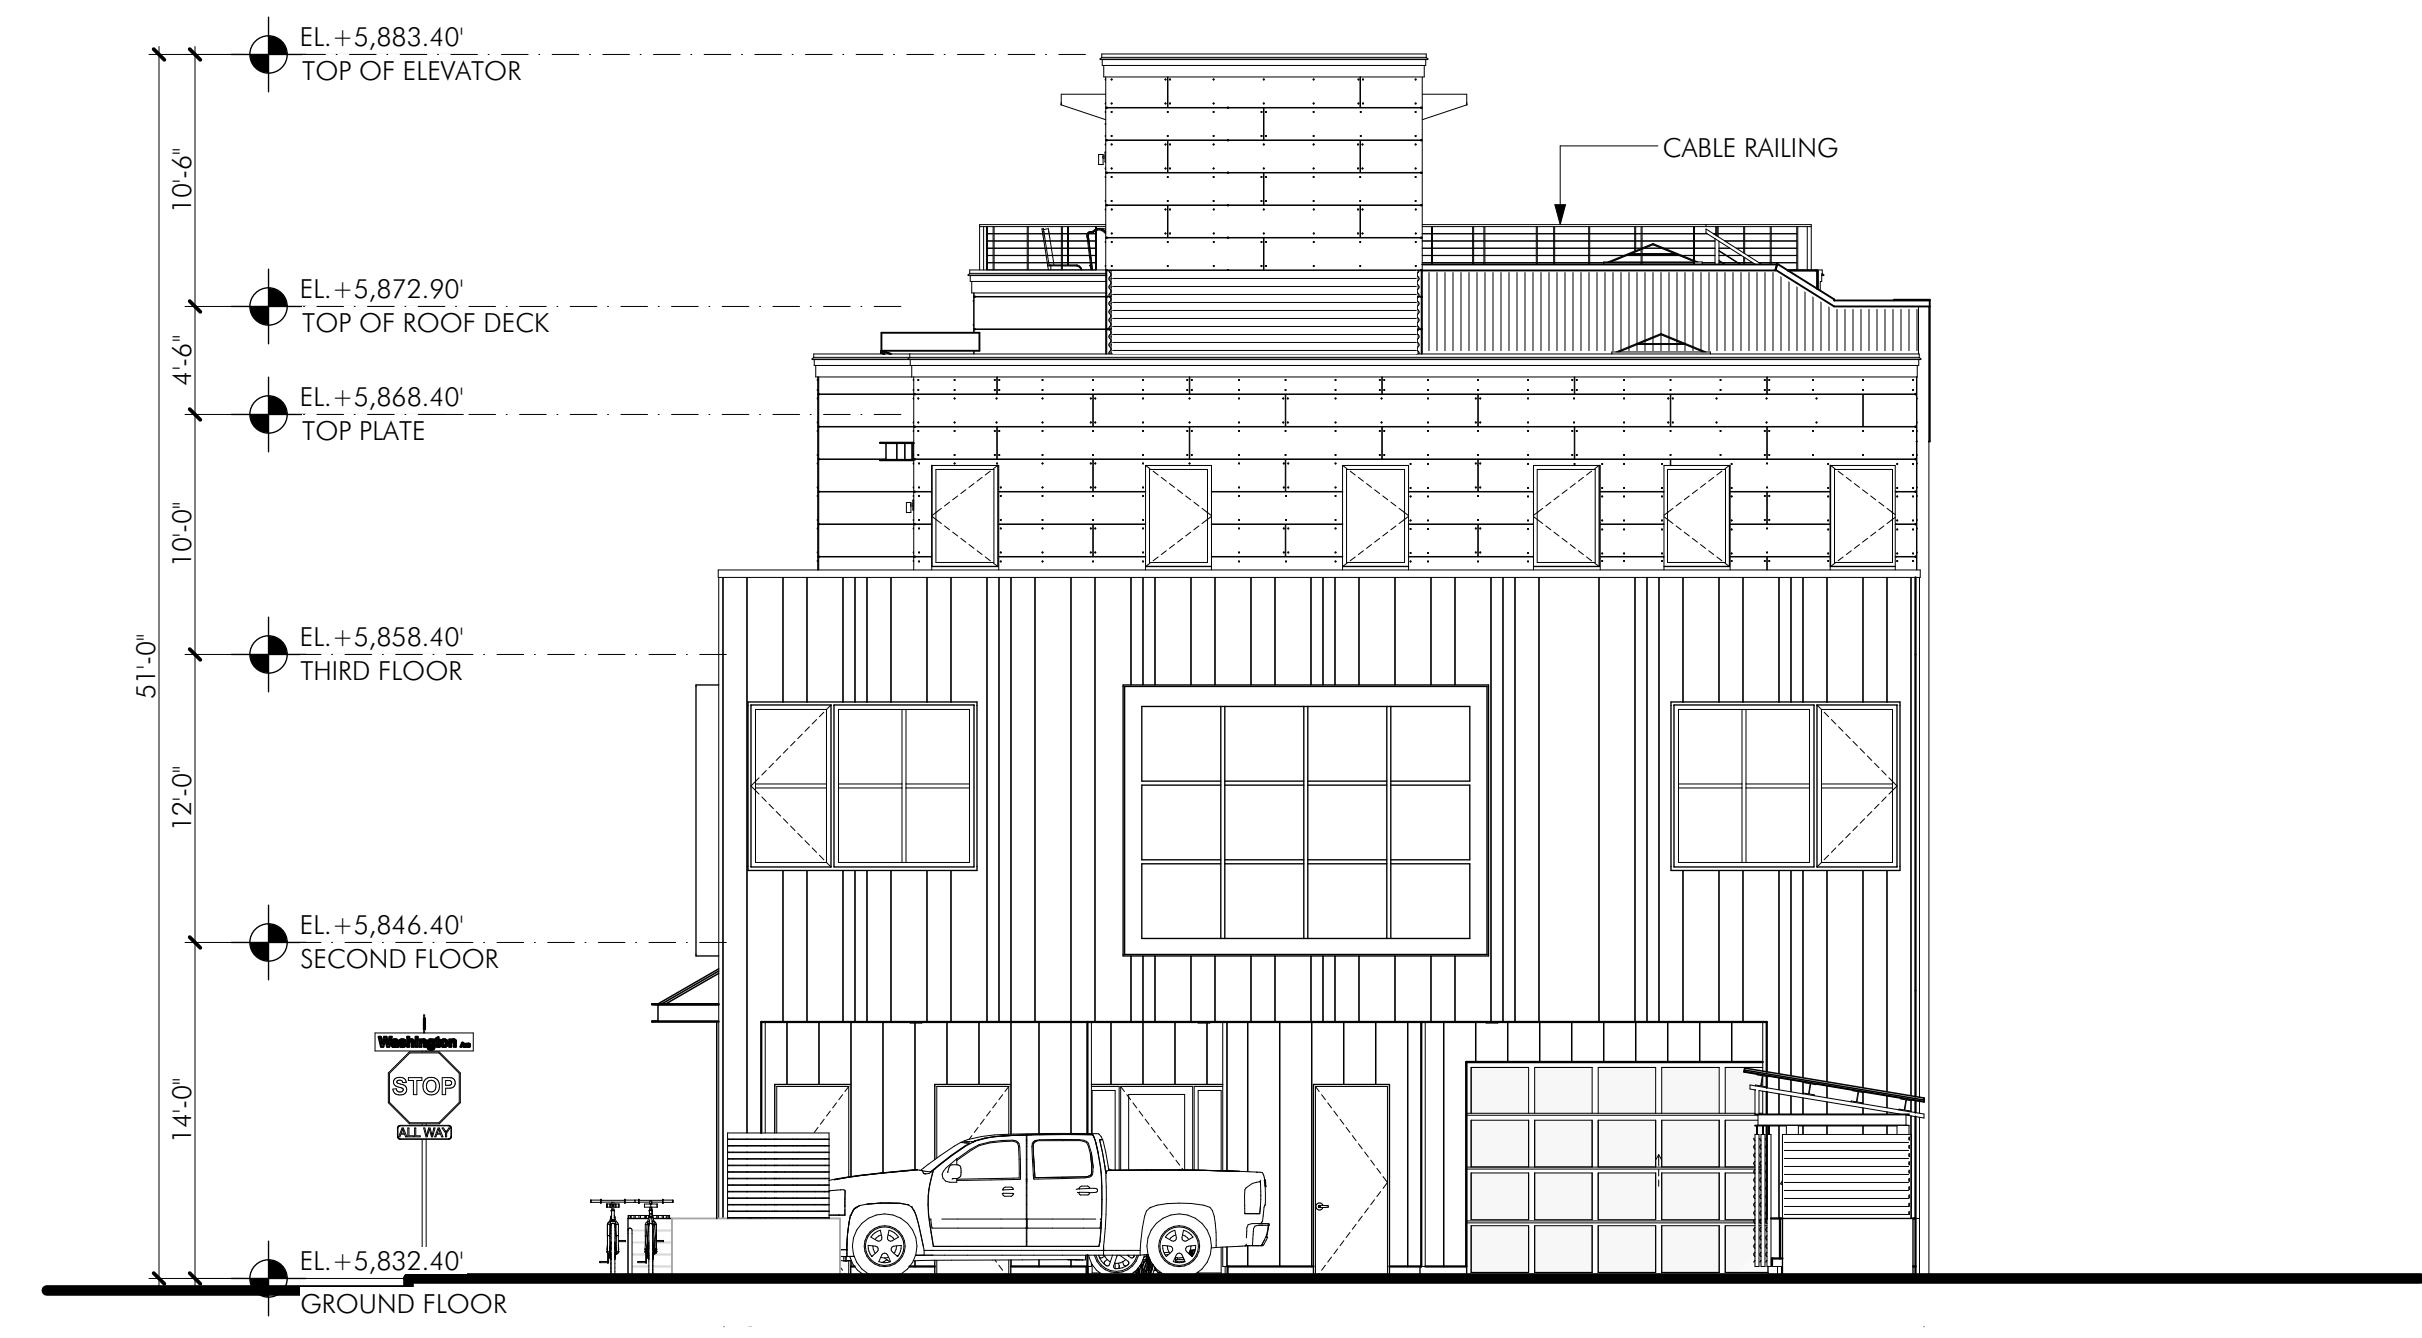 EL.+5,883.40'
TOP OF ELEVATOR
CABLE RAILING
10'-6"
EL.+5,872.90'
TOP OF ROOF DECK
4'-6"
EL.+5,868.40'
TOP PLATE
10'-0"
51'-0"
EL.+5,858.40'
THIRD FLOOR
12'-0"
EL.+5,846.40'
SECOND FLOOR
14'-0"
Washington Ave
STOP
ALL WAY
EL.+5,832.40'
GROUND FLOOR